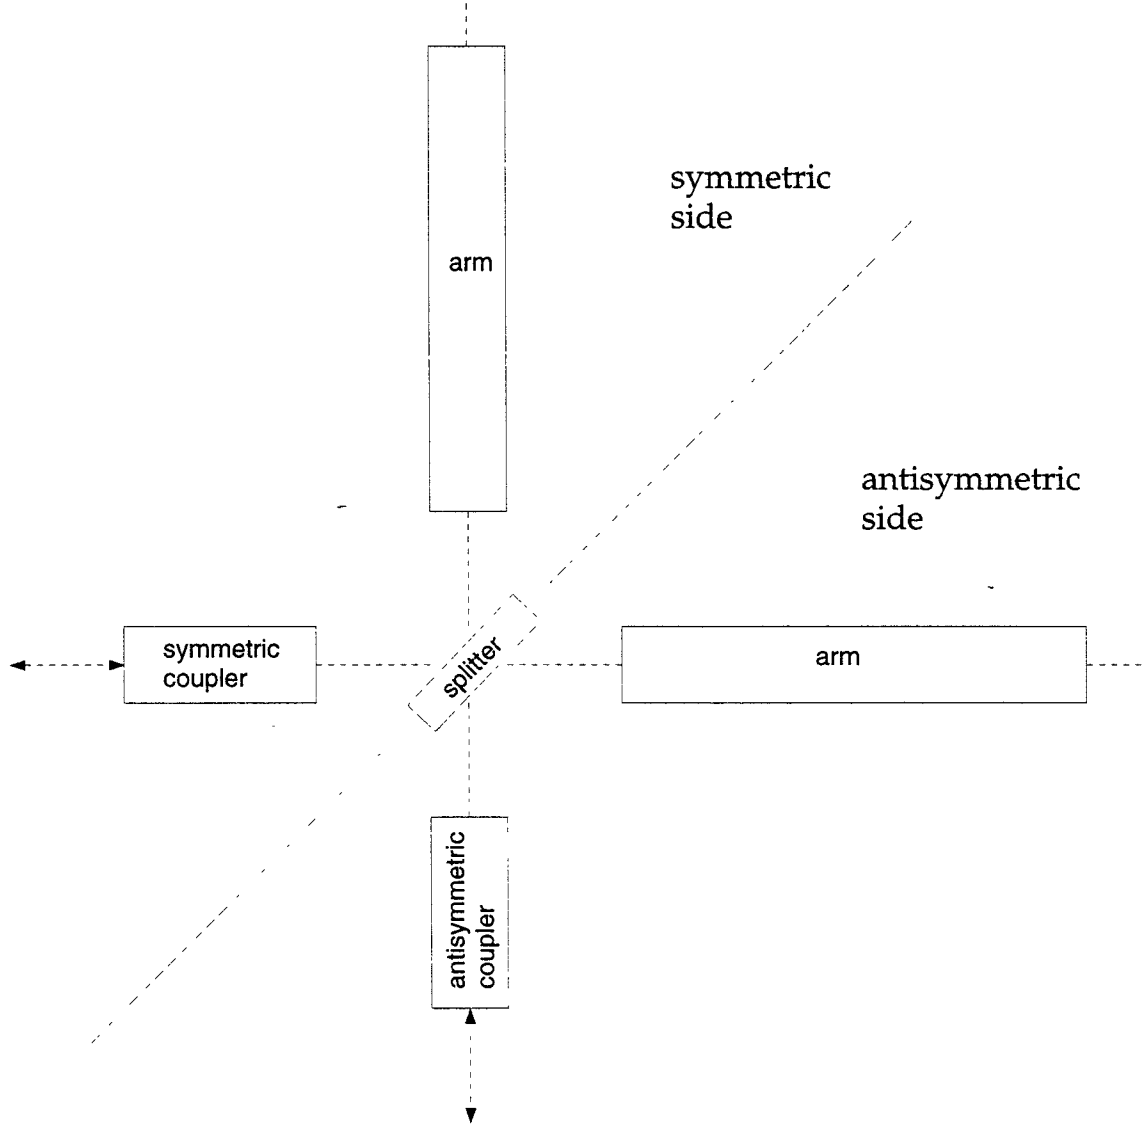 symmetric
side
arm
antisymmetric
side
symmetric
coupler
splitter
arm
antisymmetric
coupler